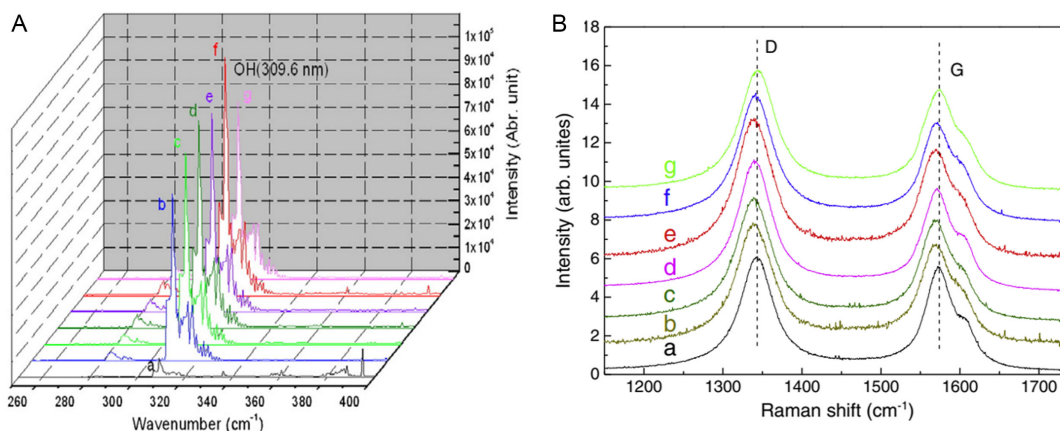 A
f
OH(309.6 nm)
e
g
d
c
b
a
1x10⁵
9x10⁴
8x10⁴
7x10⁴
6x10⁴
5x10⁴
4x10⁴
3x10⁴
2x10⁴
1x10⁴
0
Intensity (Abr. unit)
260 280 300 320 340 360 380 400
Wavenumber (cm⁻¹)
B
18
16
14
12
10
8
6
4
2
0
Intensity (arb. unites)
D
G
g
f
e
d
c
b
a
1200 1300 1400 1500 1600 1700
Raman shift (cm⁻¹)